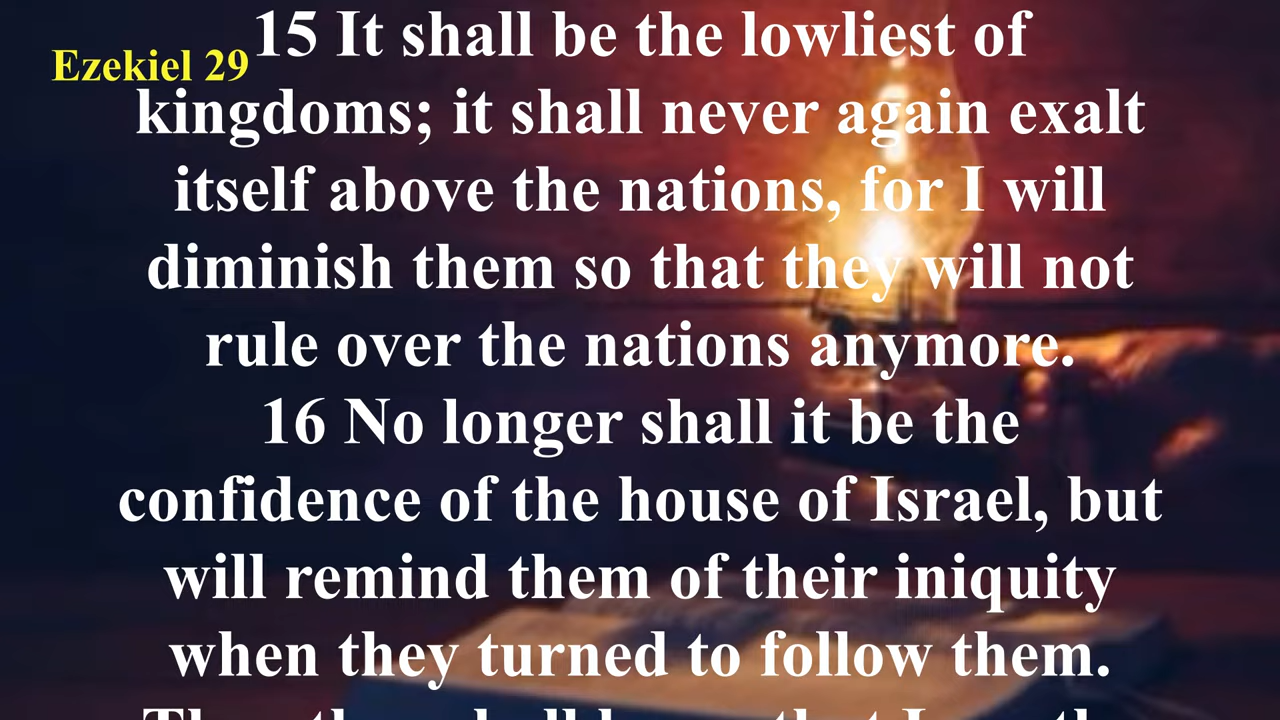 Ezekiel 29
15 It shall be the lowliest of
kingdoms; it shall never again exalt
itself above the nations, for I will
diminish them so that they will not
rule over the nations anymore.
16 No longer shall it be the
confidence of the house of Israel, but
will remind them of their iniquity
when they turned to follow them.